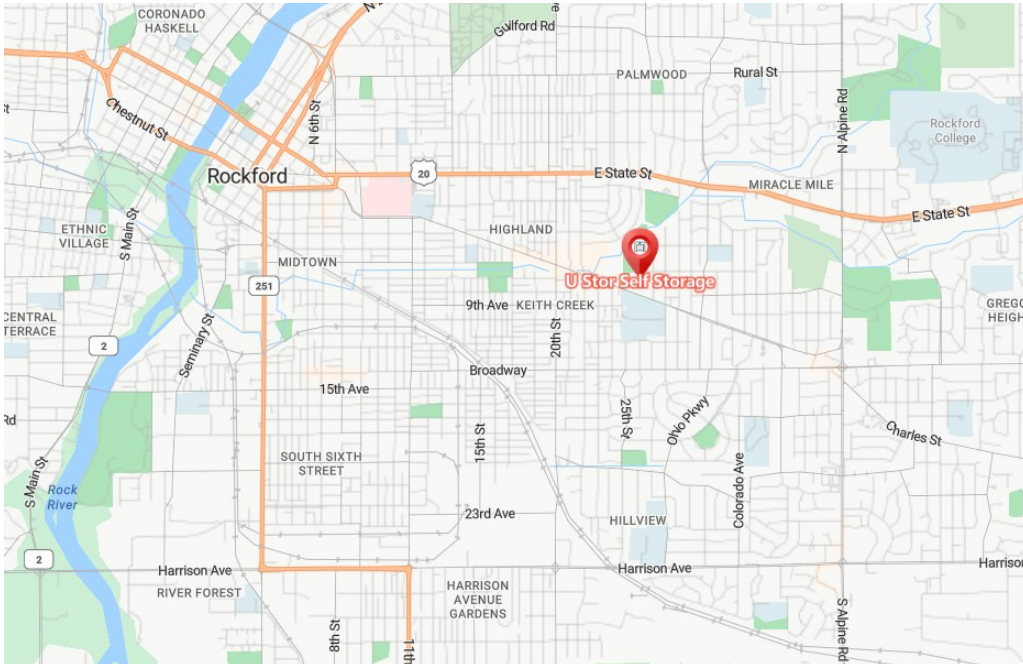 CORONADO
HASKELL
N 2
Guilford Rd
PALMWOOD
Rural St
Chestnut St
N 6th St
N Alpine Rd
Rockford
College
Rockford
20
E State St
MIRACLE MILE
E State St
ETHNIC
VILLAGE
S Main St
HIGHLAND
MIDTOWN
U Stor Self Storage
251
9th Ave
KEITH CREEK
CENTRAL
TERRACE
GREGO
HEIGH
Seminary St
20th St
2
Broadway
15th Ave
Rd
25th St
Ohio Pkwy
15th St
Charles St
SOUTH SIXTH
STREET
S Main St
Rock
River
Colorado Ave
23rd Ave
HILLVIEW
2
Harrison Ave
Harrison Ave
Harrison
RIVER FOREST
HARRISON
AVENUE
GARDENS
8th St
11th
S Alpine Rd